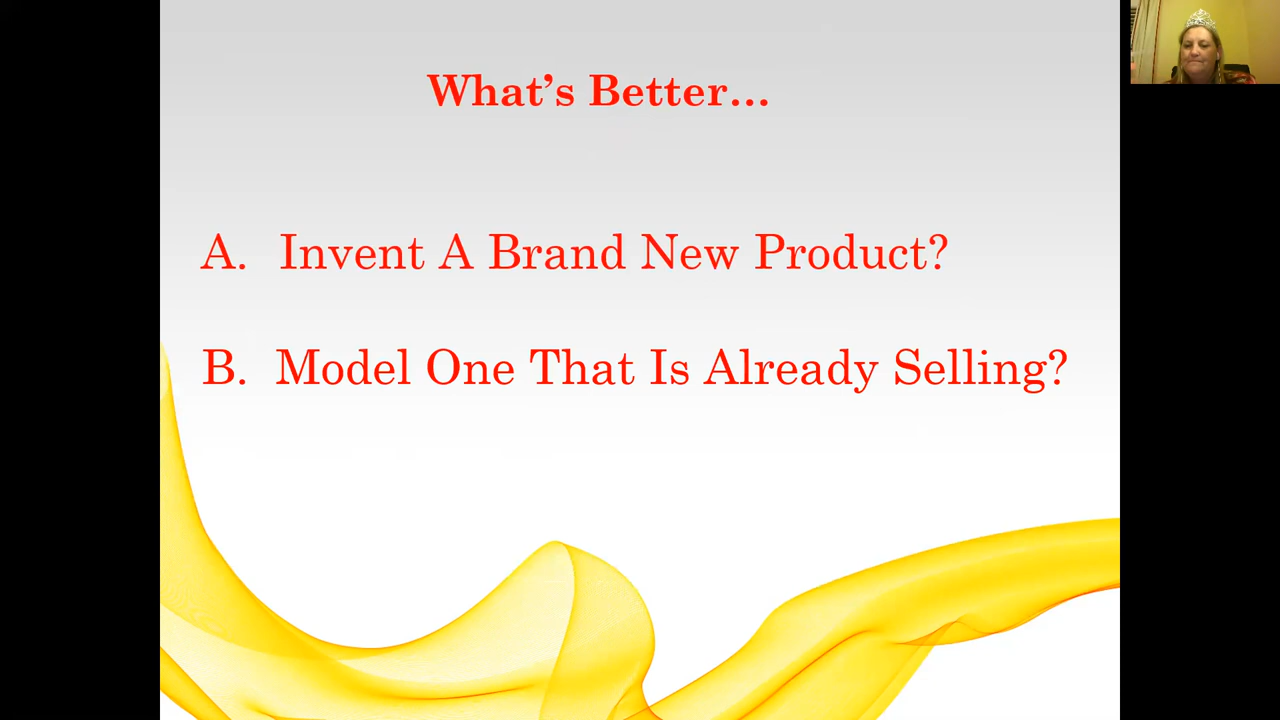 What’s Better…
A. Invent A Brand New Product?
B. Model One That Is Already Selling?